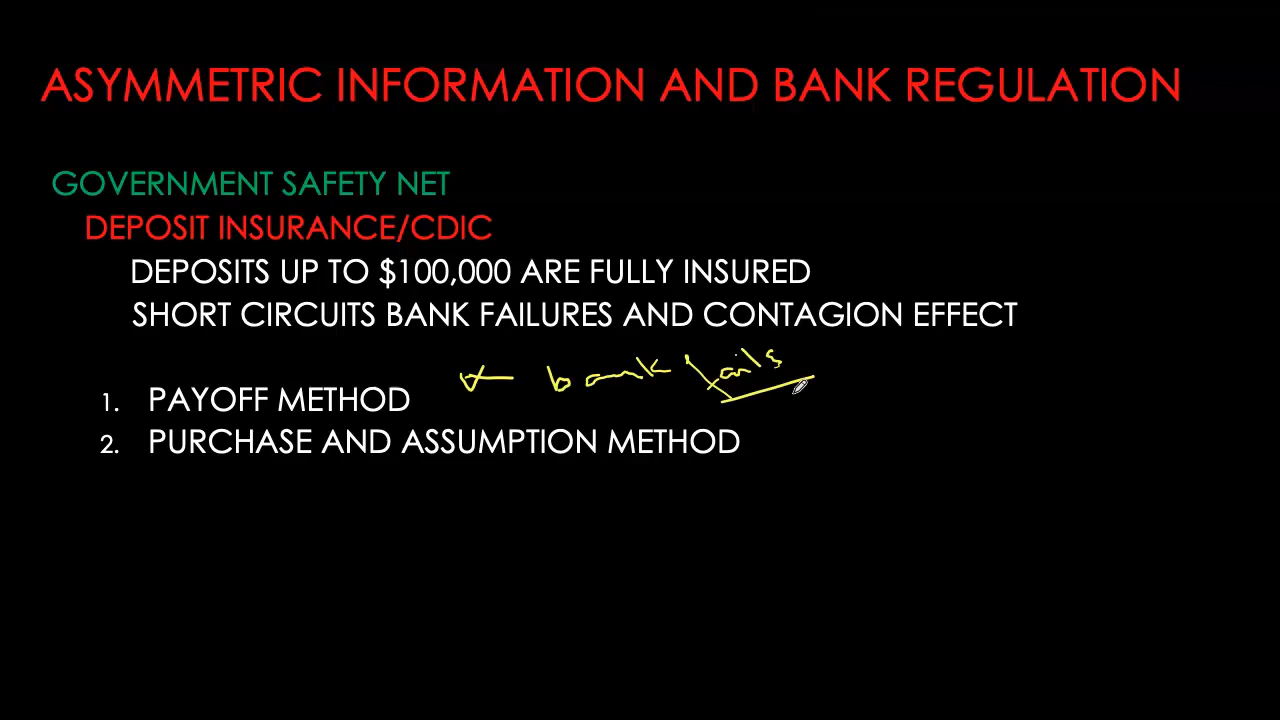 ASYMMETRIC INFORMATION AND BANK REGULATION
GOVERNMENT SAFETY NET
DEPOSIT INSURANCE/CDIC
DEPOSITS UP TO $100,000 ARE FULLY INSURED
SHORT CIRCUITS BANK FAILURES AND CONTAGION EFFECT
bank fails
1. PAYOFF METHOD
2. PURCHASE AND ASSUMPTION METHOD